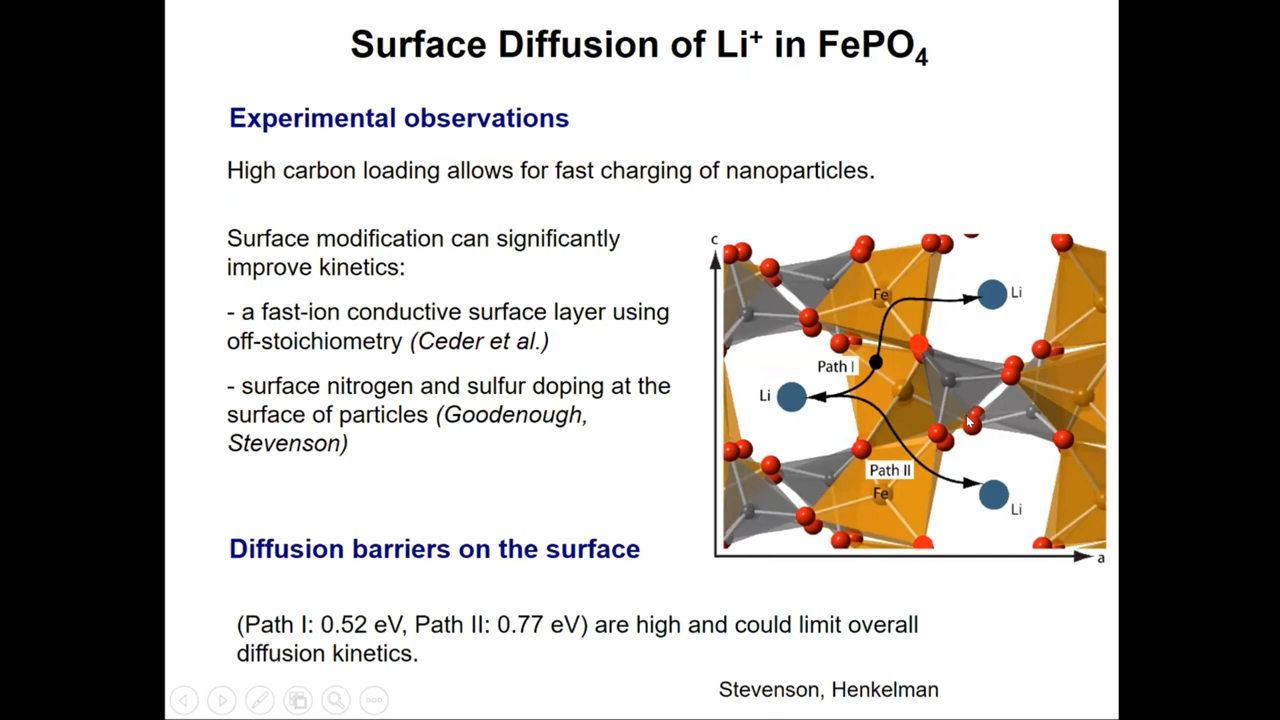 Surface Diffusion of Li⁺ in FePO₄
Experimental observations
High carbon loading allows for fast charging of nanoparticles.
Surface modification can significantly
improve kinetics:
- a fast-ion conductive surface layer using
off-stoichiometry (Ceder et al.)
- surface nitrogen and sulfur doping at the
surface of particles (Goodenough,
Stevenson)
c
Fe
Li
Path I
Li
Path II
Fe
Li
a
Diffusion barriers on the surface
(Path I: 0.52 eV, Path II: 0.77 eV) are high and could limit overall
diffusion kinetics.
Stevenson, Henkelman